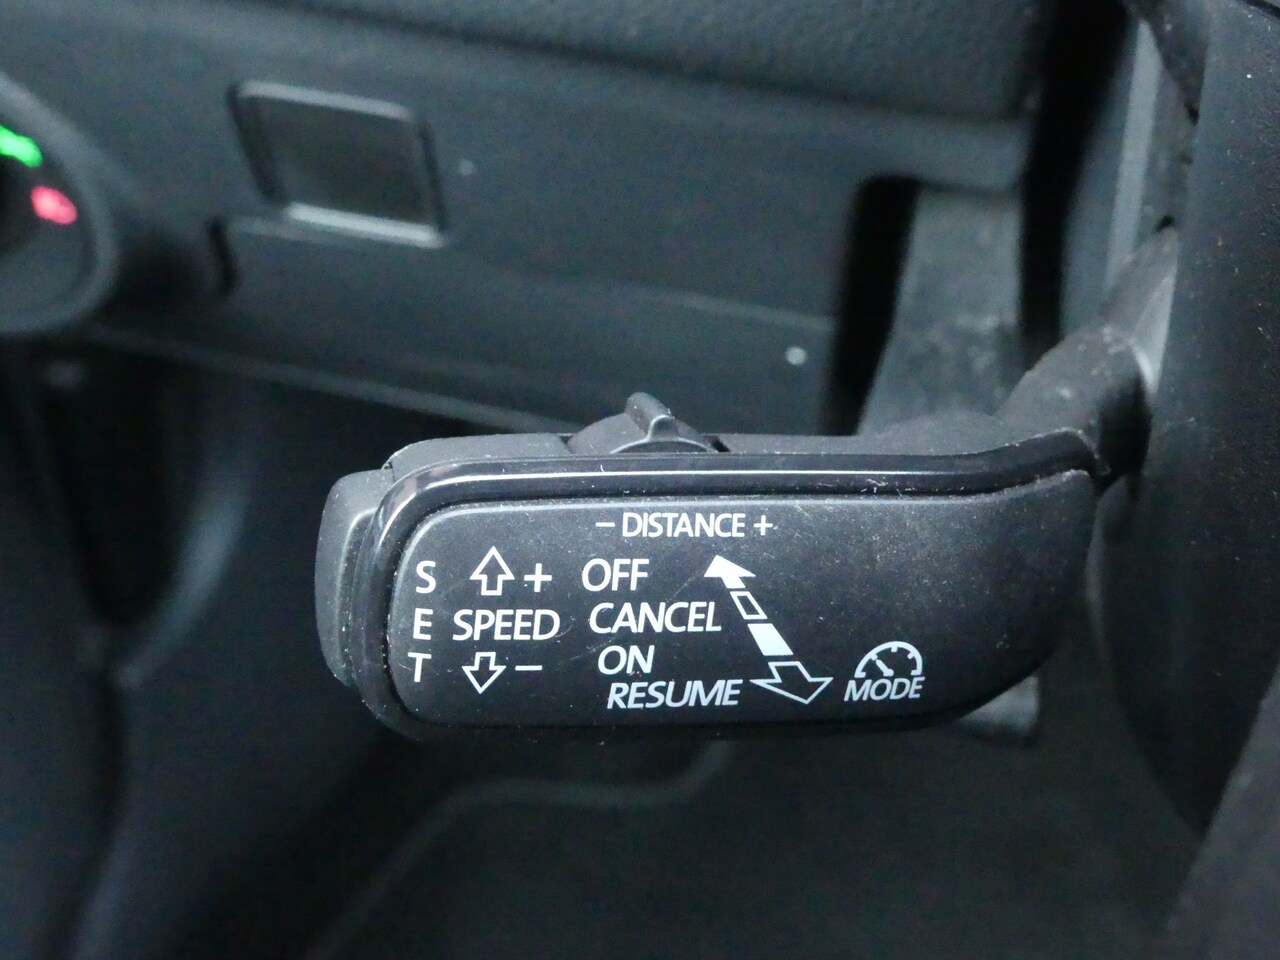 − DISTANCE +
S + OFF
E SPEED CANCEL
T − ON
RESUME MODE